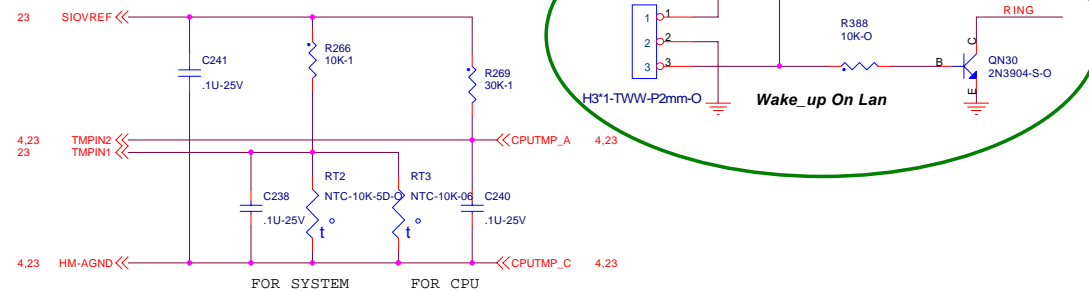 23 SIOVREF
C241
.1U-25V
R266
10K-1
R269
30K-1
4,23 TMPIN2
23 TMPIN1
CPUTMP_A 4,23
C238
.1U-25V
RT2
NTC-10K-5D-O
t°
RT3
NTC-10K-06
t°
C240
.1U-25V
4,23 HM-AGND
CPUTMP_C 4,23
FOR SYSTEM
FOR CPU
1 1
2 2
3 3
H3*1-TWW-P2mm-O
R388
10K-O
Wake_up On Lan
RING
B
C
E
QN30
2N3904-S-O